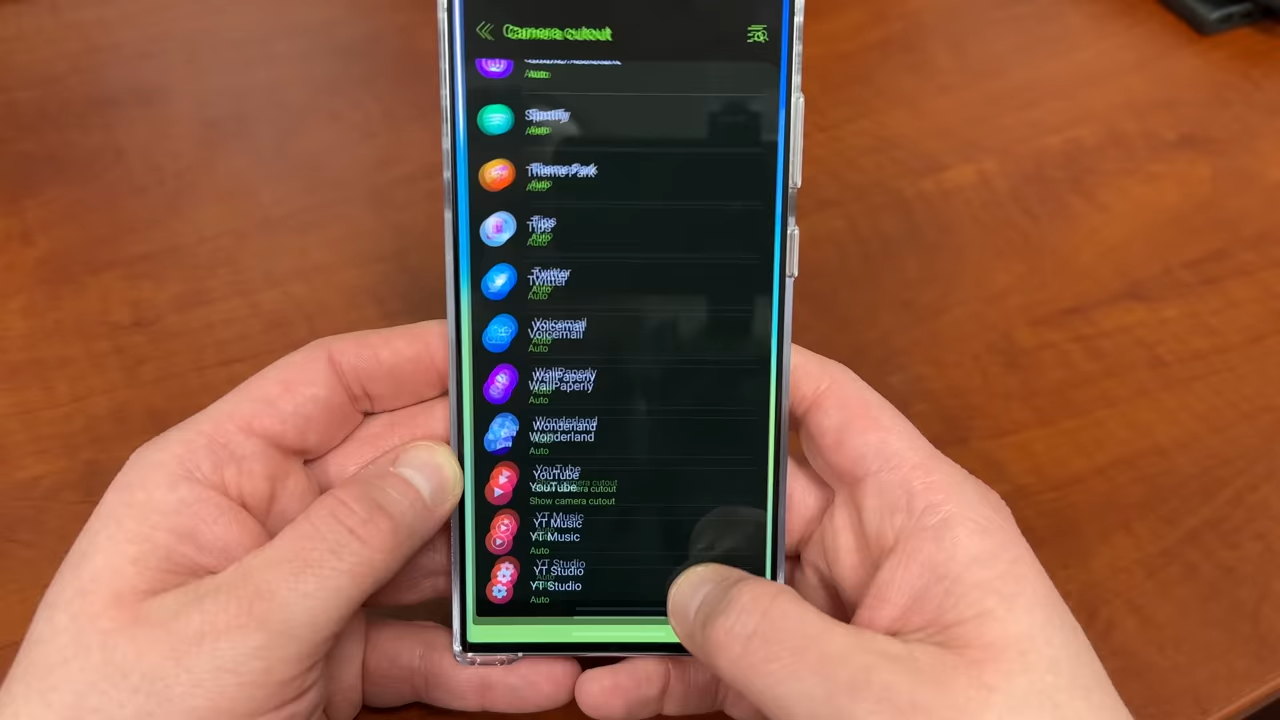 Camera cutout
Auto
Spotify
Auto
Theme Park
Auto
Tips
Auto
Twitter
Auto
Voicemail
Auto
WallPaperly
Auto
Wonderland
Auto
YouTube
Show camera cutout
YT Music
Auto
YT Studio
Auto